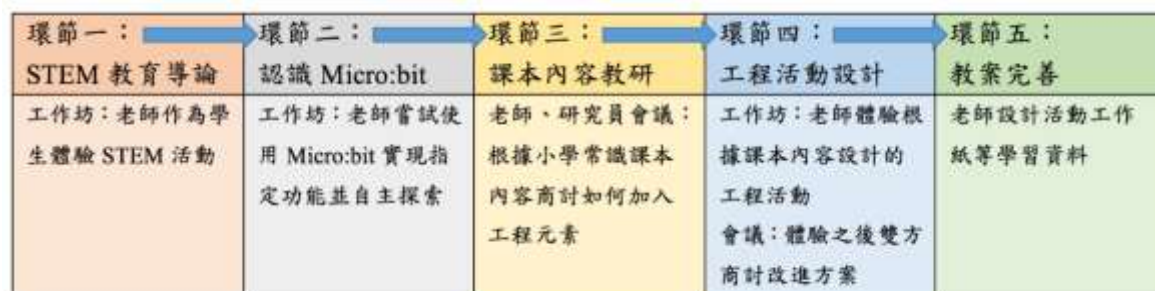 環節一：
STEM 教育導論
工作坊：老師作為學
生體驗 STEM 活動
環節二：
認識 Micro:bit
工作坊：老師嘗試使
用 Micro:bit 實現指
定功能並自主探索
環節三：
課本內容教研
老師、研究員會議：
根據小學常識課本
內容商討如何加入
工程元素
環節四：
工程活動設計
工作坊：老師體驗根
據課本內容設計的
工程活動
會議：體驗之後雙方
商討改進方案
環節五：
教案完善
老師設計活動工作
紙等學習資料